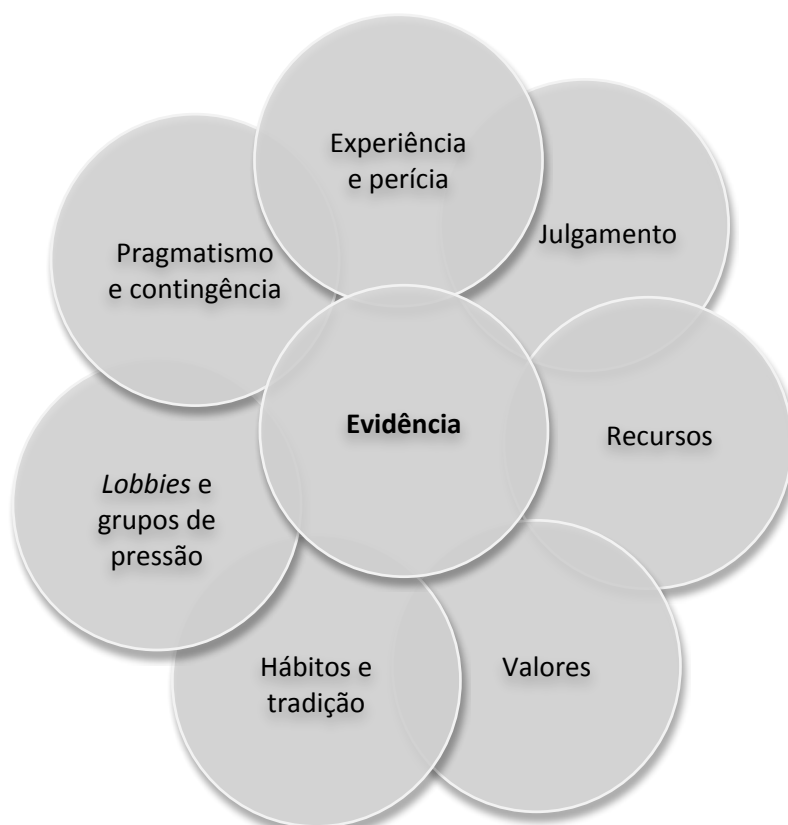 Experiência
e perícia
Julgamento
Pragmatismo
e contingência
Evidência
Recursos
Lobbies e
grupos de
pressão
Hábitos e
tradição
Valores